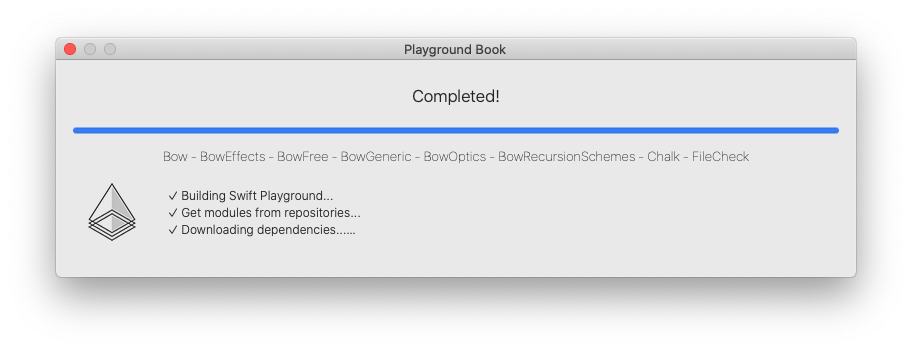 Playground Book
Completed!
Bow - BowEffects - BowFree - BowGeneric - BowOptics - BowRecursionSchemes - Chalk - FileCheck
✓ Building Swift Playground...
✓ Get modules from repositories...
✓ Downloading dependencies......